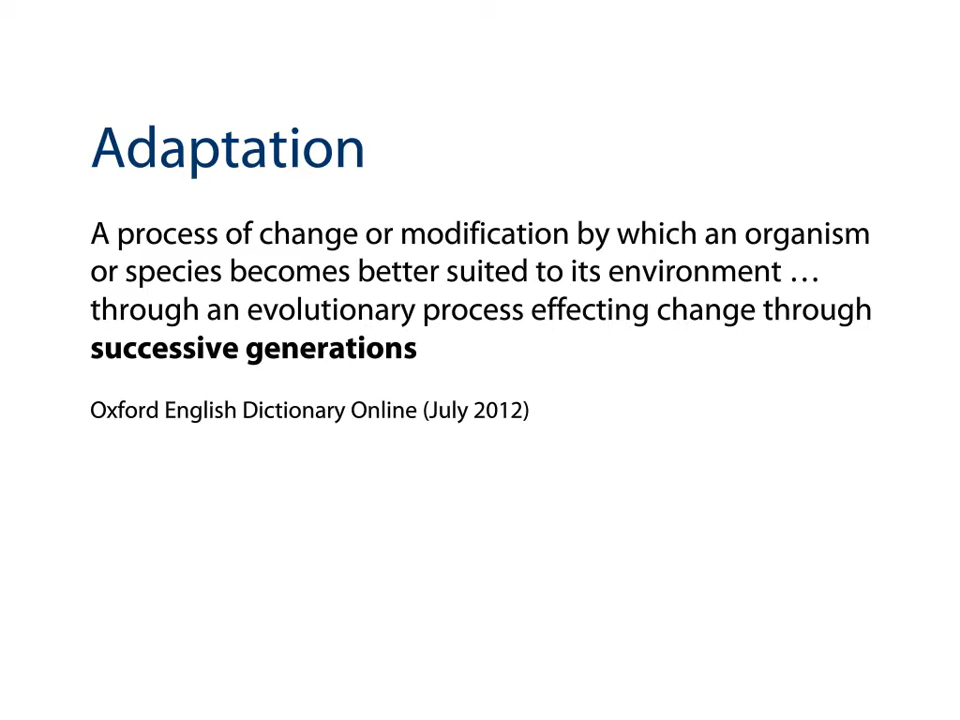 Adaptation
A process of change or modification by which an organism
or species becomes better suited to its environment …
through an evolutionary process effecting change through
successive generations
Oxford English Dictionary Online (July 2012)